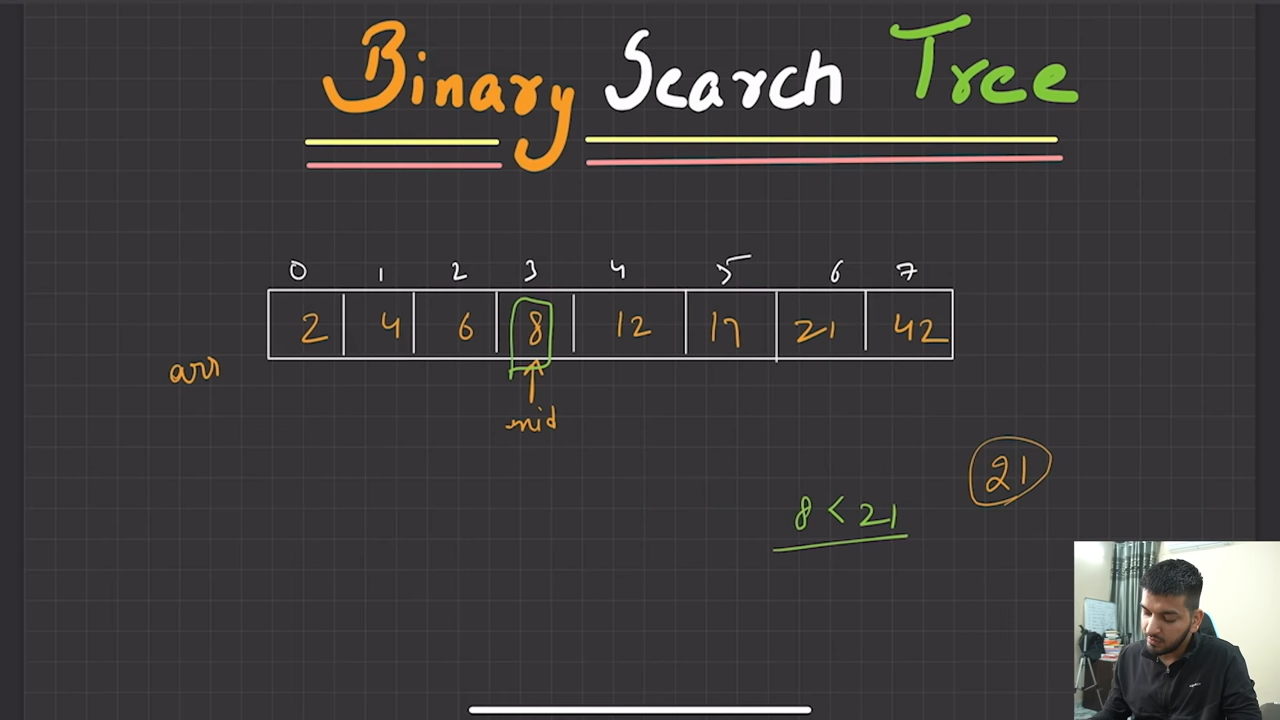 Binary Search Tree
0 1 2 3 4 5 6 7
2 4 6 8 12 17 21 42
arr
mid
21
8 < 21